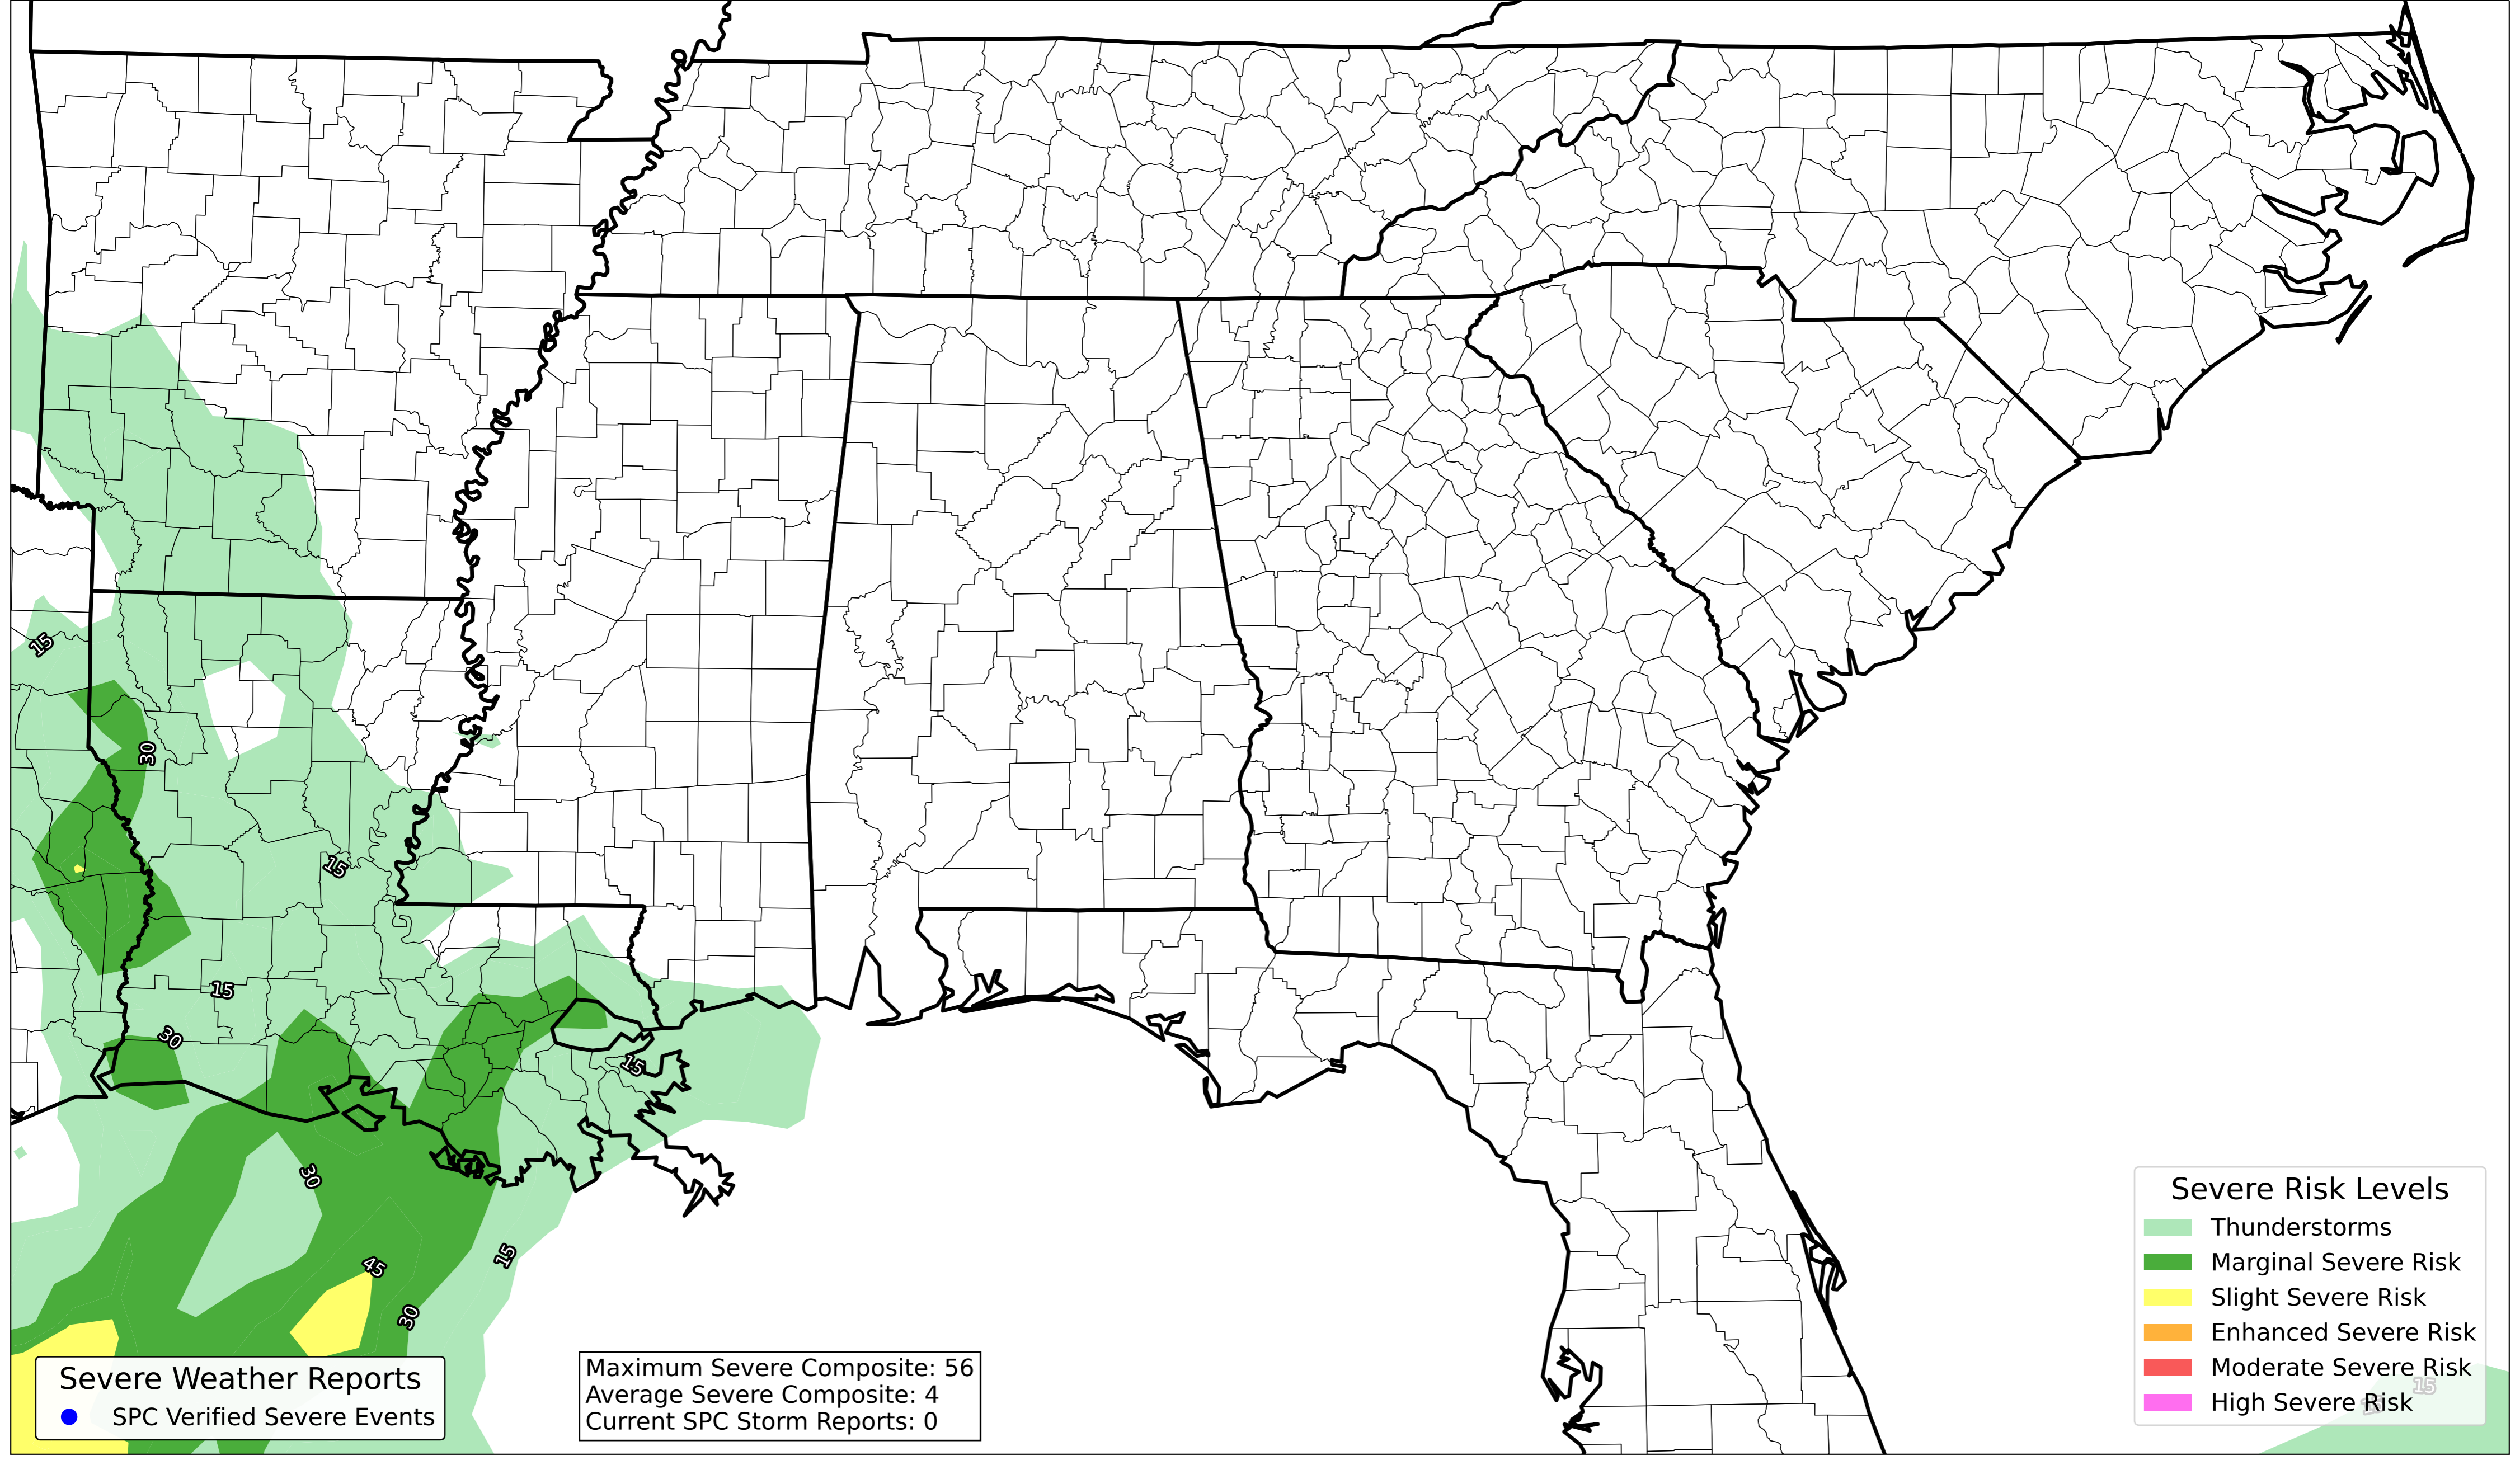 15
30
15
15
30
15
30
45
15
30
Severe Weather Reports
SPC Verified Severe Events
Maximum Severe Composite: 56
Average Severe Composite: 4
Current SPC Storm Reports: 0
Severe Risk Levels
Thunderstorms
Marginal Severe Risk
Slight Severe Risk
Enhanced Severe Risk
Moderate Severe Risk
High Severe Risk
15